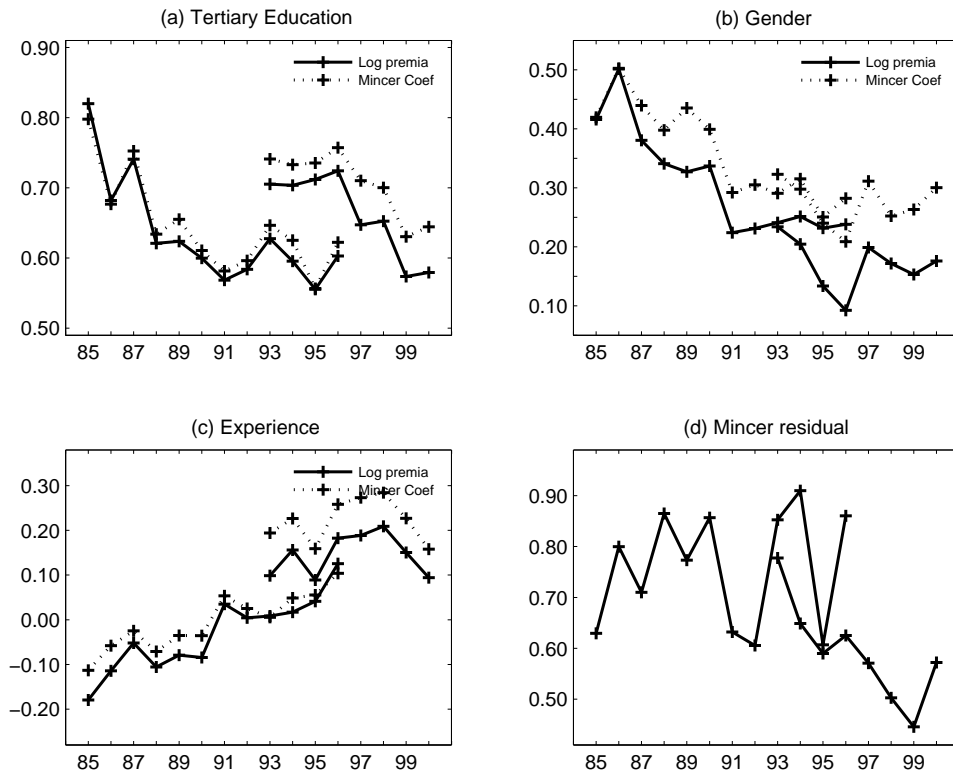 (a) Tertiary Education
0.90
0.80
0.70
0.60
0.50
85 87 89 91 93 95 97 99
Log premia
Mincer Coef
(b) Gender
0.50
0.40
0.30
0.20
0.10
85 87 89 91 93 95 97 99
Log premia
Mincer Coef
(c) Experience
0.30
0.20
0.10
0.00
−0.10
−0.20
85 87 89 91 93 95 97 99
Log premia
Mincer Coef
(d) Mincer residual
0.90
0.80
0.70
0.60
0.50
85 87 89 91 93 95 97 99